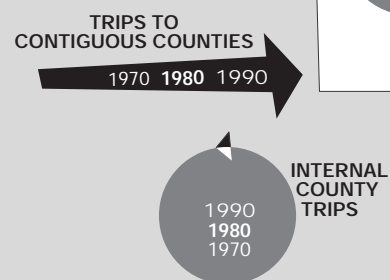 TRIPS TO
CONTIGUOUS COUNTIES
1970 1980 1990
INTERNAL
COUNTY
TRIPS
1990
1980
1970